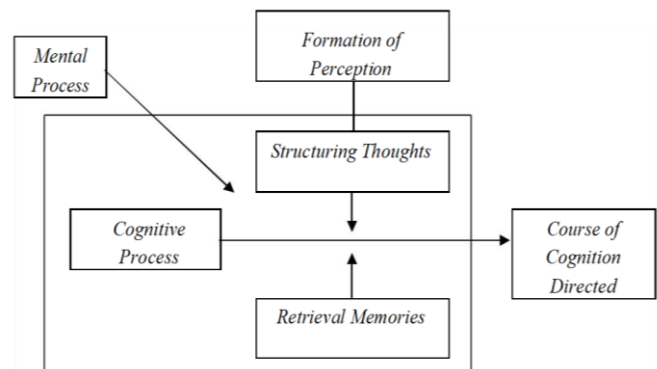 Formation of
Perception
Mental
Process
Structuring Thoughts
Cognitive
Process
Course of
Cognition
Directed
Retrieval Memories